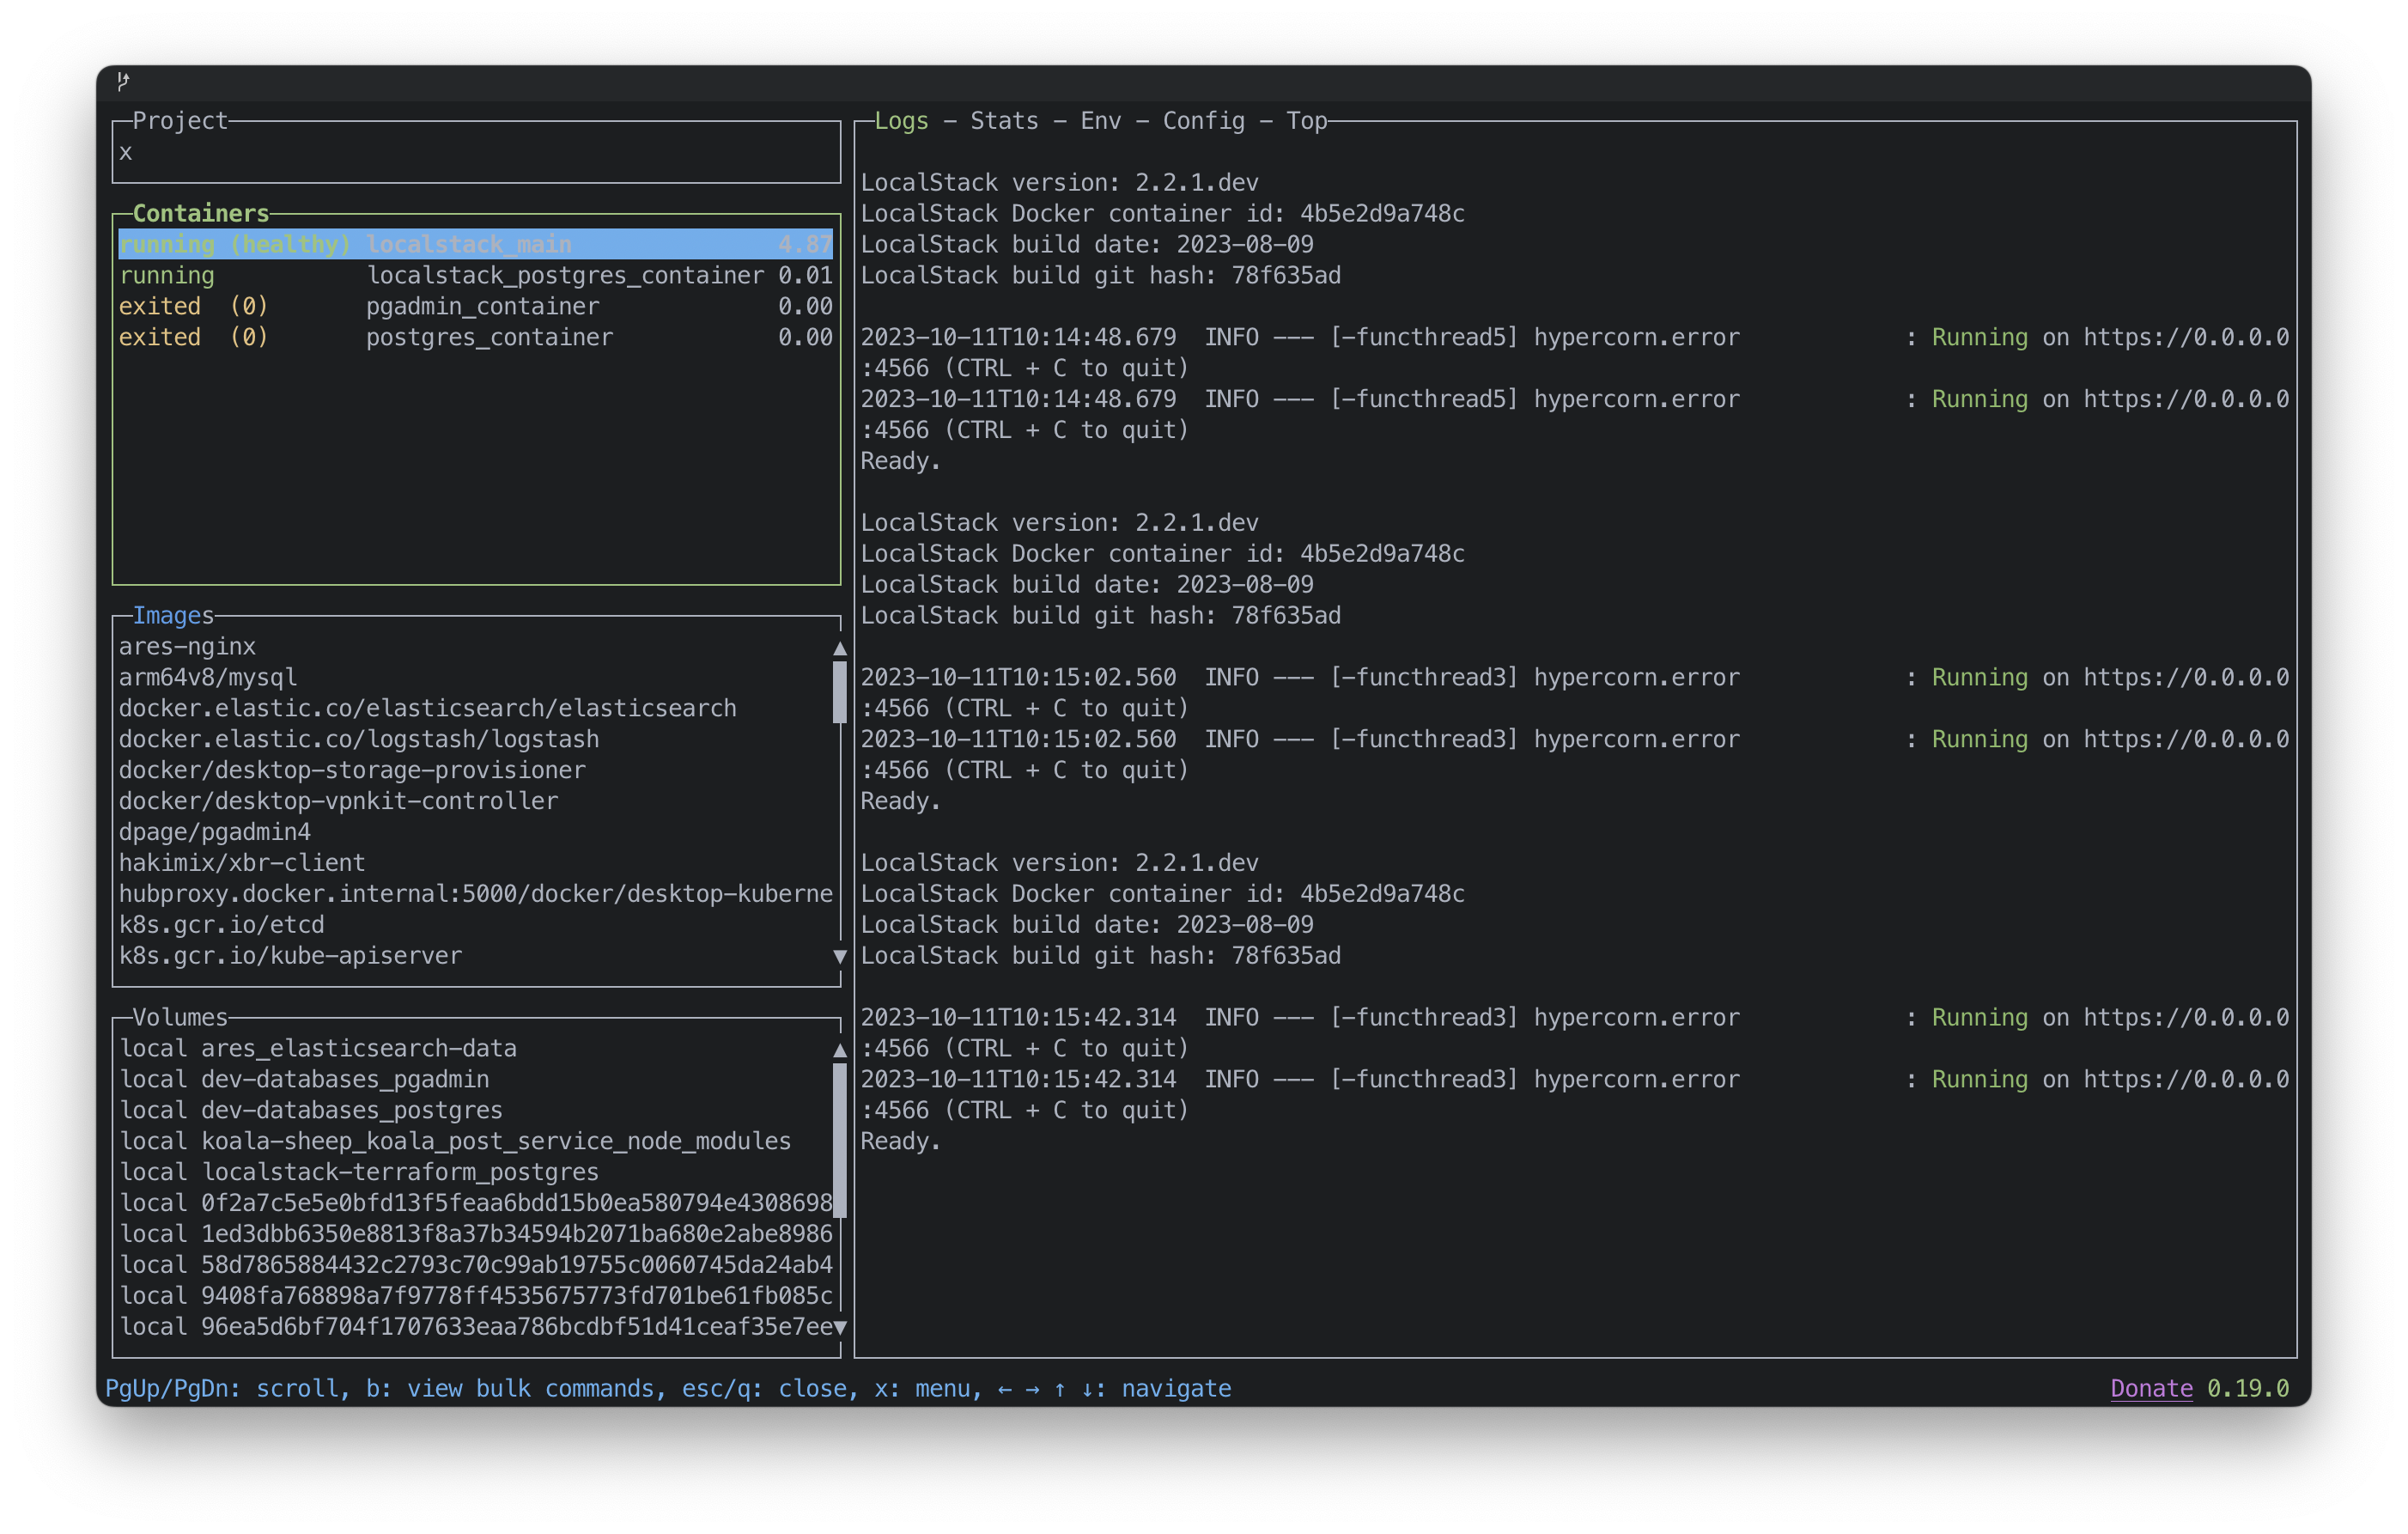 Project
x
Containers
running (healthy) localstack_main 4.87
running localstack_postgres_container 0.01
exited (0) pgadmin_container 0.00
exited (0) postgres_container 0.00
Images
ares-nginx
arm64v8/mysql
docker.elastic.co/elasticsearch/elasticsearch
docker.elastic.co/logstash/logstash
docker/desktop-storage-provisioner
docker/desktop-vpnkit-controller
dpage/pgadmin4
hakimix/xbr-client
hubproxy.docker.internal:5000/docker/desktop-kuberne
k8s.gcr.io/etcd
k8s.gcr.io/kube-apiserver
Volumes
local ares_elasticsearch-data
local dev-databases_pgadmin
local dev-databases_postgres
local koala-sheep_koala_post_service_node_modules
local localstack-terraform_postgres
local 0f2a7c5e5e0bfd13f5feaa6bdd15b0ea580794e4308698
local 1ed3dbb6350e8813f8a37b34594b2071ba680e2abe8986
local 58d7865884432c2793c70c99ab19755c0060745da24ab4
local 9408fa768898a7f9778ff4535675773fd701be61fb085c
local 96ea5d6bf704f1707633eaa786bcdbf51d41ceaf35e7ee
Logs - Stats - Env - Config - Top
LocalStack version: 2.2.1.dev
LocalStack Docker container id: 4b5e2d9a748c
LocalStack build date: 2023-08-09
LocalStack build git hash: 78f635ad
2023-10-11T10:14:48.679 INFO --- [-functhread5] hypercorn.error : Running on https://0.0.0.0
:4566 (CTRL + C to quit)
2023-10-11T10:14:48.679 INFO --- [-functhread5] hypercorn.error : Running on https://0.0.0.0
:4566 (CTRL + C to quit)
Ready.
LocalStack version: 2.2.1.dev
LocalStack Docker container id: 4b5e2d9a748c
LocalStack build date: 2023-08-09
LocalStack build git hash: 78f635ad
2023-10-11T10:15:02.560 INFO --- [-functhread3] hypercorn.error : Running on https://0.0.0.0
:4566 (CTRL + C to quit)
2023-10-11T10:15:02.560 INFO --- [-functhread3] hypercorn.error : Running on https://0.0.0.0
:4566 (CTRL + C to quit)
Ready.
LocalStack version: 2.2.1.dev
LocalStack Docker container id: 4b5e2d9a748c
LocalStack build date: 2023-08-09
LocalStack build git hash: 78f635ad
2023-10-11T10:15:42.314 INFO --- [-functhread3] hypercorn.error : Running on https://0.0.0.0
:4566 (CTRL + C to quit)
2023-10-11T10:15:42.314 INFO --- [-functhread3] hypercorn.error : Running on https://0.0.0.0
:4566 (CTRL + C to quit)
Ready.
PgUp/PgDn: scroll, b: view bulk commands, esc/q: close, x: menu, ← → ↑ ↓: navigate
Donate 0.19.0